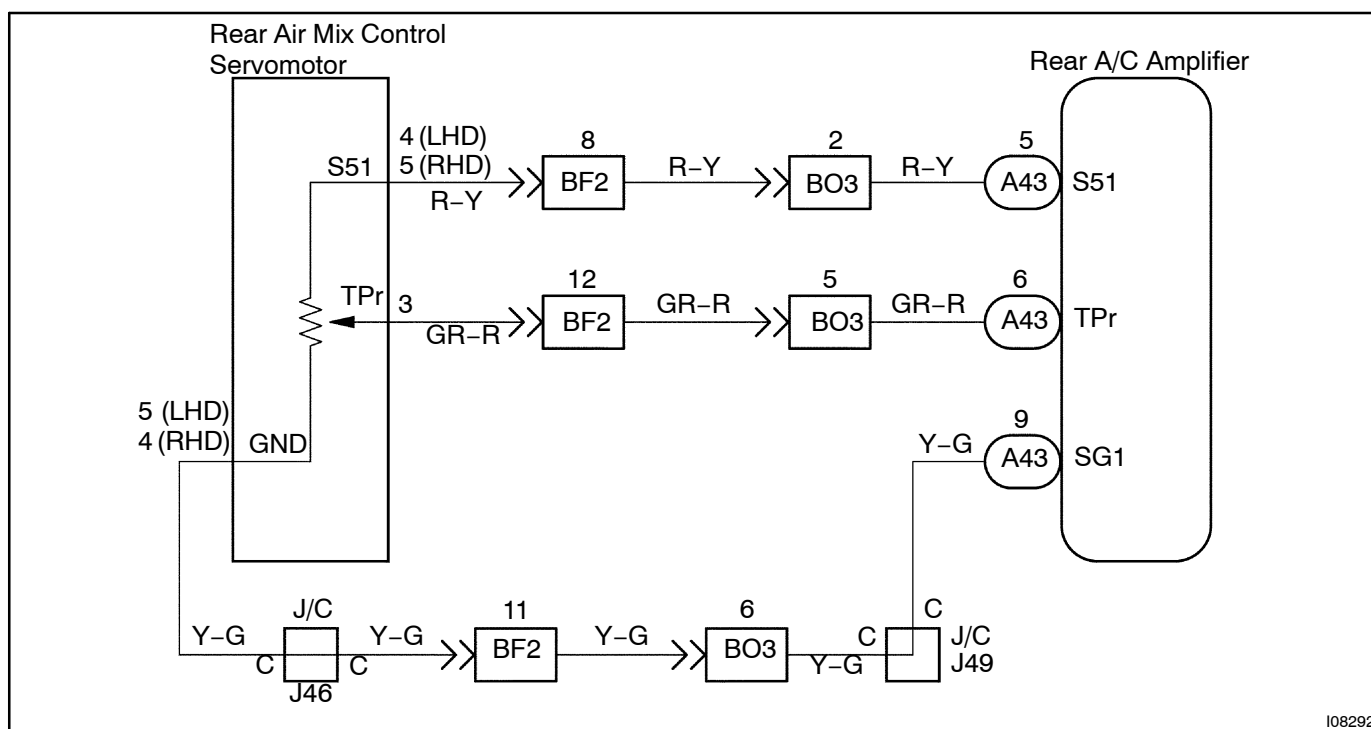 Rear Air Mix Control
Servomotor
Rear A/C Amplifier
S51
4 (LHD)
5 (RHD)
R–Y
8
BF2
R–Y
2
BO3
R–Y
5
A43
S51
TPr
3
GR–R
12
BF2
GR–R
5
BO3
GR–R
6
A43
TPr
5 (LHD)
4 (RHD)
GND
Y–G
9
A43
SG1
Y–G
J/C
C
C
J46
Y–G
11
BF2
Y–G
6
BO3
Y–G
C
C
J/C
J49
I08292